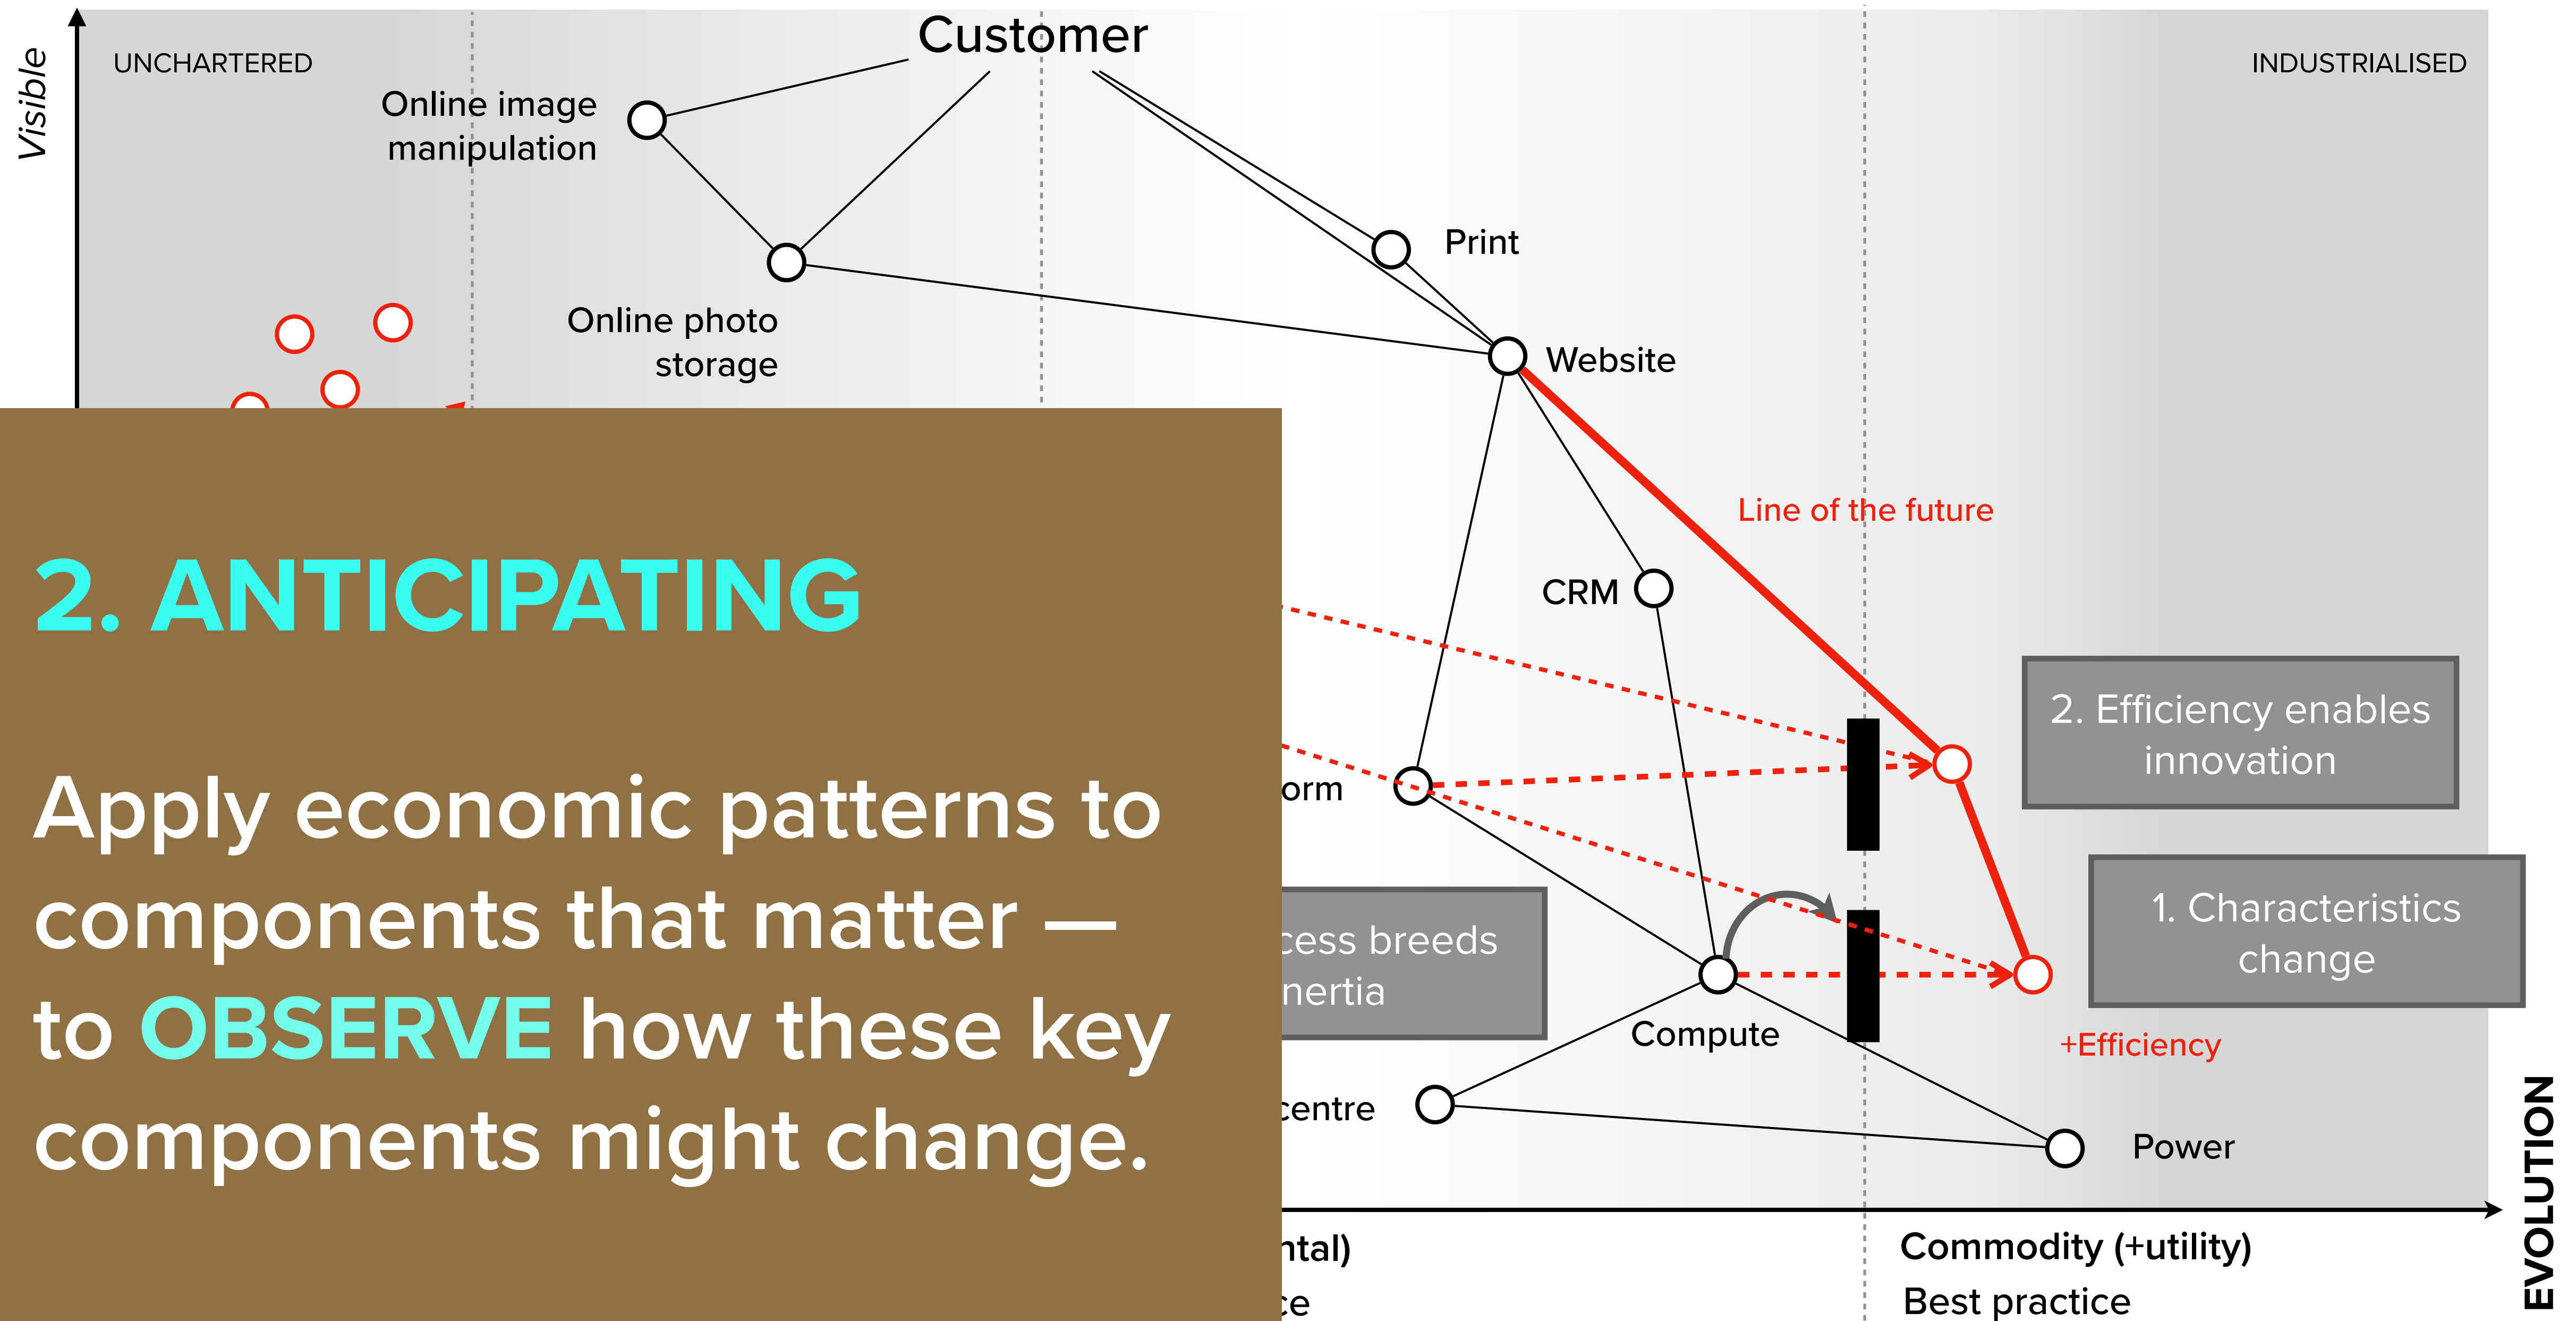 Customer
Visible
UNCHARTERED
INDUSTRIALISED
Online image
manipulation
Print
Online photo
storage
Website
Line of the future
CRM
2. ANTICIPATING
Apply economic patterns to
components that matter —
to OBSERVE how these key
components might change.
2. Efficiency enables
innovation
orm
1. Characteristics
change
cess breeds
nertia
Compute
+Efficiency
centre
Power
EVOLUTION
ntal)
ce
Commodity (+utility)
Best practice